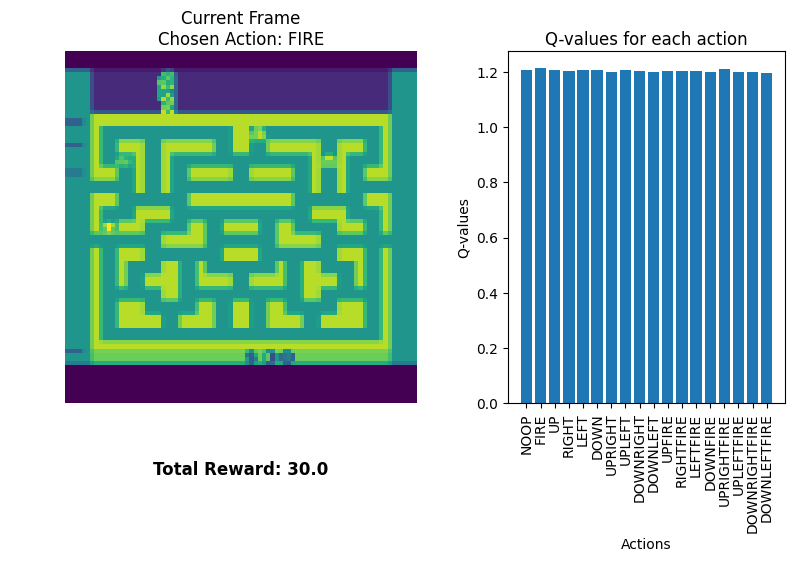 Current Frame
Chosen Action: FIRE
Total Reward: 30.0
Q-values for each action
Q-values
1.2
1.0
0.8
0.6
0.4
0.2
0.0
NOOP
FIRE
UP
RIGHT
LEFT
DOWN
UPRIGHT
UPLEFT
DOWNRIGHT
DOWNLEFT
UPFIRE
RIGHTFIRE
LEFTFIRE
DOWNFIRE
UPRIGHTFIRE
UPLEFTFIRE
DOWNRIGHTFIRE
DOWNLEFTFIRE
Actions